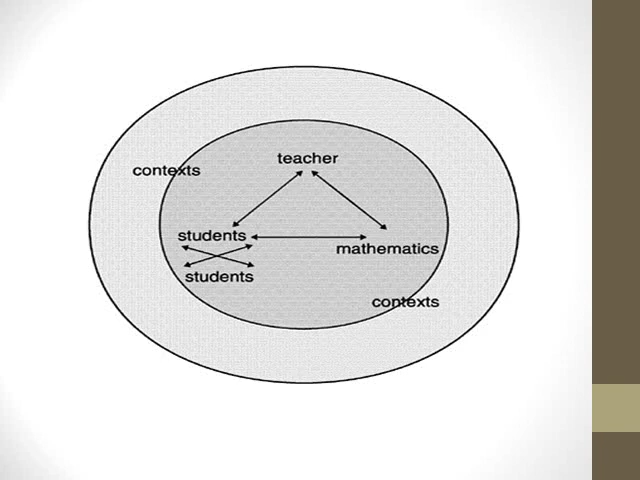 teacher
contexts
students
mathematics
students
contexts